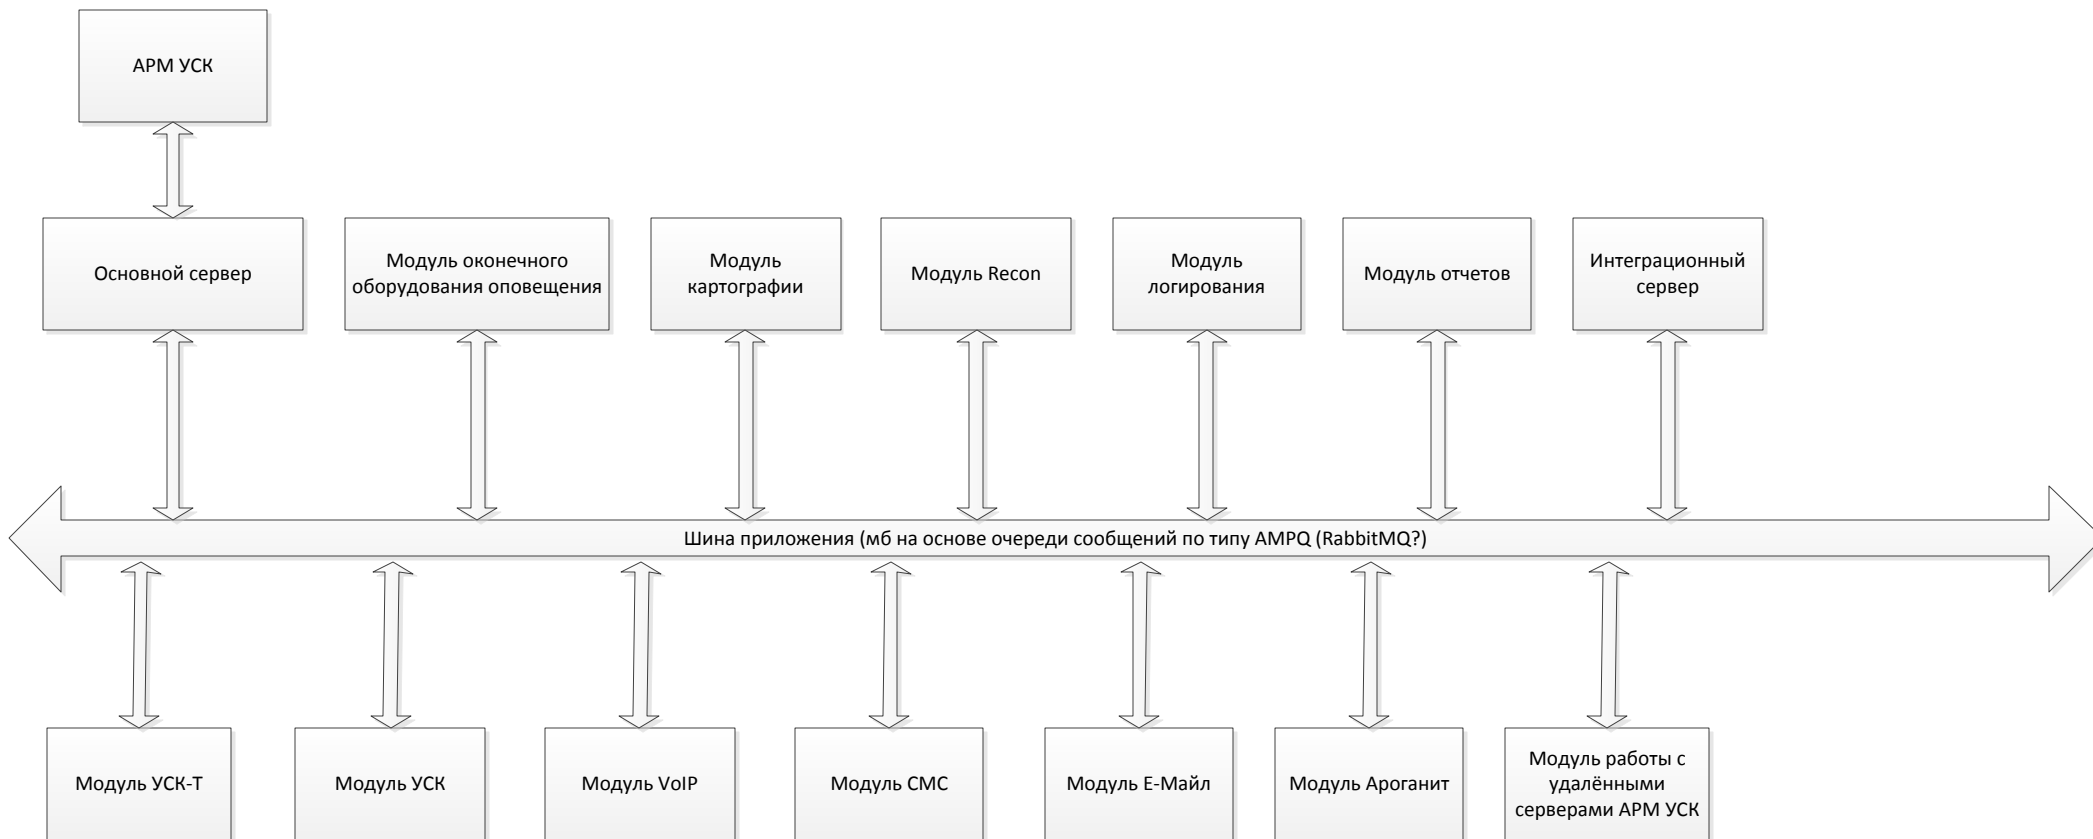 АРМ УСК
Основной сервер
Модуль оконечного
оборудования оповещения
Модуль
картографии
Модуль Recon
Модуль
логирования
Модуль отчетов
Интеграционный
сервер
Шина приложения (мб на основе очереди сообщений по типу AMPQ (RabbitMQ?)
Модуль УСК-Т
Модуль УСК
Модуль VoIP
Модуль СМС
Модуль Е-Майл
Модуль Ароганит
Модуль работы с
удалёнными
серверами АРМ УСК